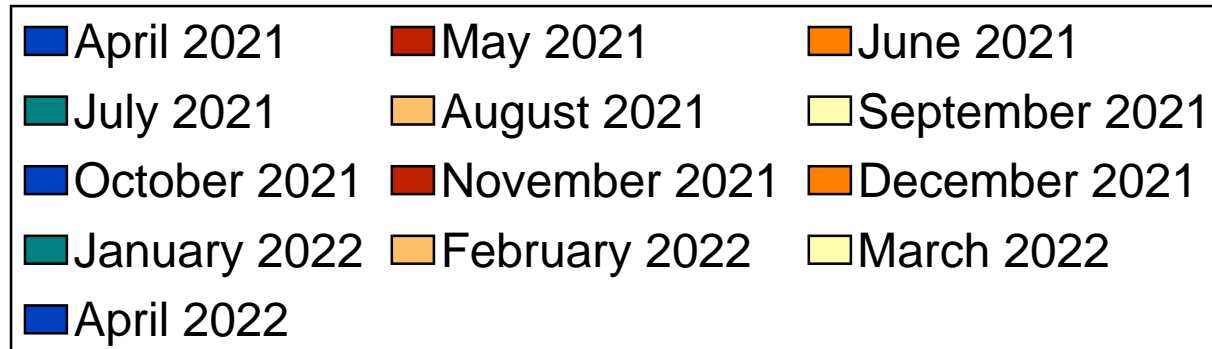 April 2021 May 2021 June 2021
July 2021 August 2021 September 2021
October 2021 November 2021 December 2021
January 2022 February 2022 March 2022
April 2022